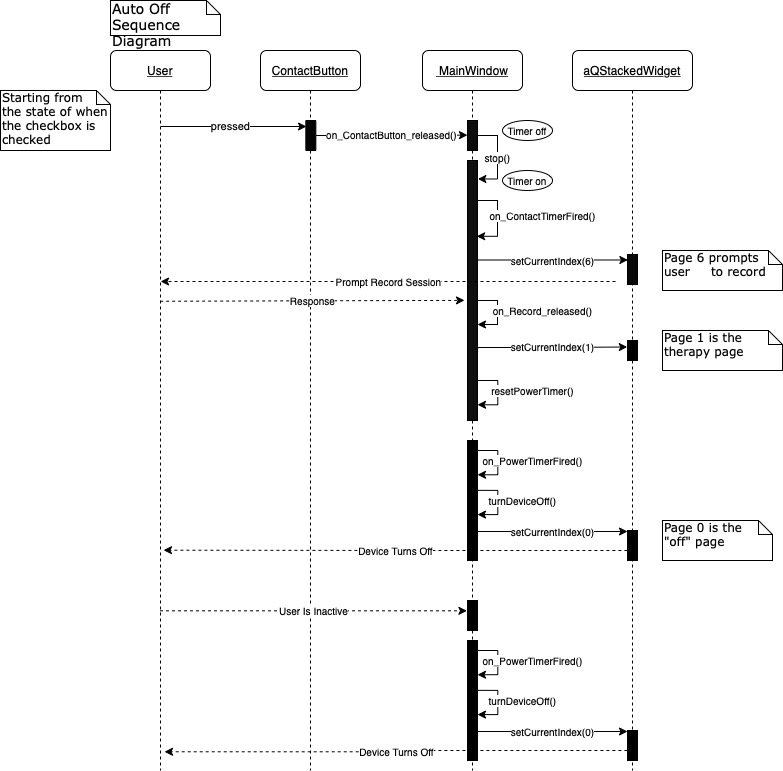 Auto Off
Sequence
Diagram
User
ContactButton
MainWindow
aQStackedWidget
Starting from
the state of when
the checkbox is
checked
pressed
on_ContactButton_released()
Timer off
stop()
Timer on
on_ContactTimerFired()
setCurrentIndex(6)
Page 6 prompts
user to record
Prompt Record Session
Response
on_Record_released()
setCurrentIndex(1)
Page 1 is the
therapy page
resetPowerTimer()
on_PowerTimerFired()
turnDeviceOff()
setCurrentIndex(0)
Page 0 is the
"off" page
Device Turns Off
User Is Inactive
on_PowerTimerFired()
turnDeviceOff()
setCurrentIndex(0)
Device Turns Off